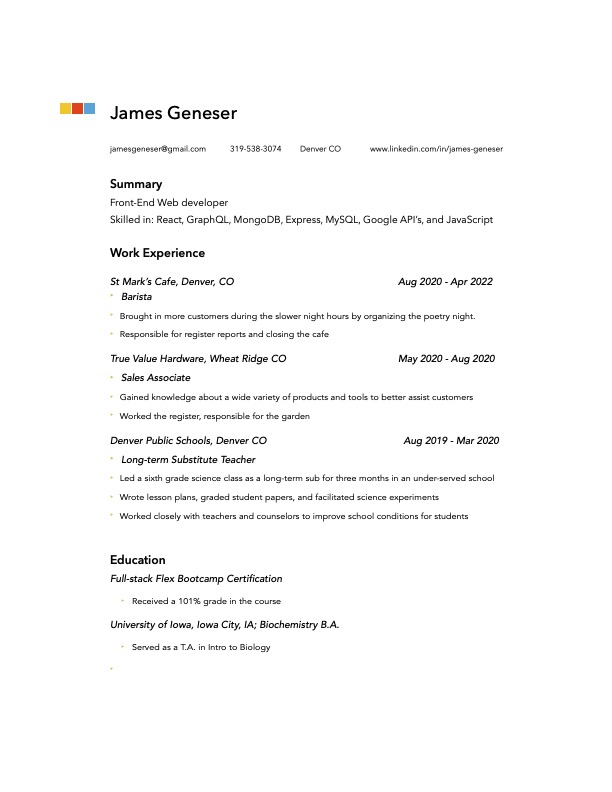 James Geneser
jamesgeneser@gmail.com 319-538-3074 Denver CO www.linkedin.com/in/james-geneser
Summary
Front-End Web developer
Skilled in: React, GraphQL, MongoDB, Express, MySQL, Google API's, and JavaScript
Work Experience
St Mark's Cafe, Denver, CO Aug 2020 - Apr 2022
• Barista
• Brought in more customers during the slower night hours by organizing the poetry night.
• Responsible for register reports and closing the cafe
True Value Hardware, Wheat Ridge CO May 2020 - Aug 2020
• Sales Associate
• Gained knowledge about a wide variety of products and tools to better assist customers
• Worked the register, responsible for the garden
Denver Public Schools, Denver CO Aug 2019 - Mar 2020
• Long-term Substitute Teacher
• Led a sixth grade science class as a long-term sub for three months in an under-served school
• Wrote lesson plans, graded student papers, and facilitated science experiments
• Worked closely with teachers and counselors to improve school conditions for students
Education
Full-stack Flex Bootcamp Certification
• Received a 101% grade in the course
University of Iowa, Iowa City, IA; Biochemistry B.A.
• Served as a T.A. in Intro to Biology
•